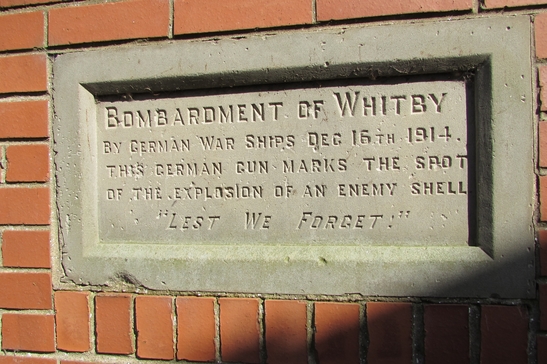 BOMBARDMENT OF WHITBY
BY GERMAN WAR SHIPS DEC 16TH 1914.
THIS GERMAN GUN MARKS THE SPOT
OF THE EXPLOSION OF AN ENEMY SHELL
"LEST WE FORGET!"